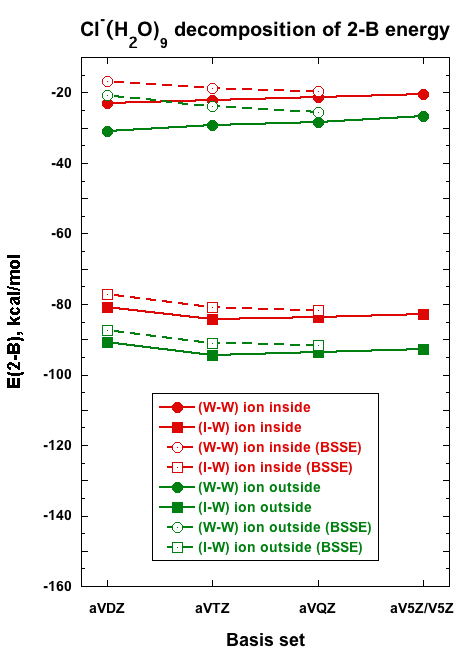 Cl⁻(H₂O)₉ decomposition of 2-B energy
E(2-B), kcal/mol
-20
-40
-60
-80
-100
-120
-140
-160
(W-W) ion inside
(I-W) ion inside
(W-W) ion inside (BSSE)
(I-W) ion inside (BSSE)
(W-W) ion outside
(I-W) ion outside
(W-W) ion outside (BSSE)
(I-W) ion outside (BSSE)
aVDZ aVTZ aVQZ aV5Z/V5Z
Basis set